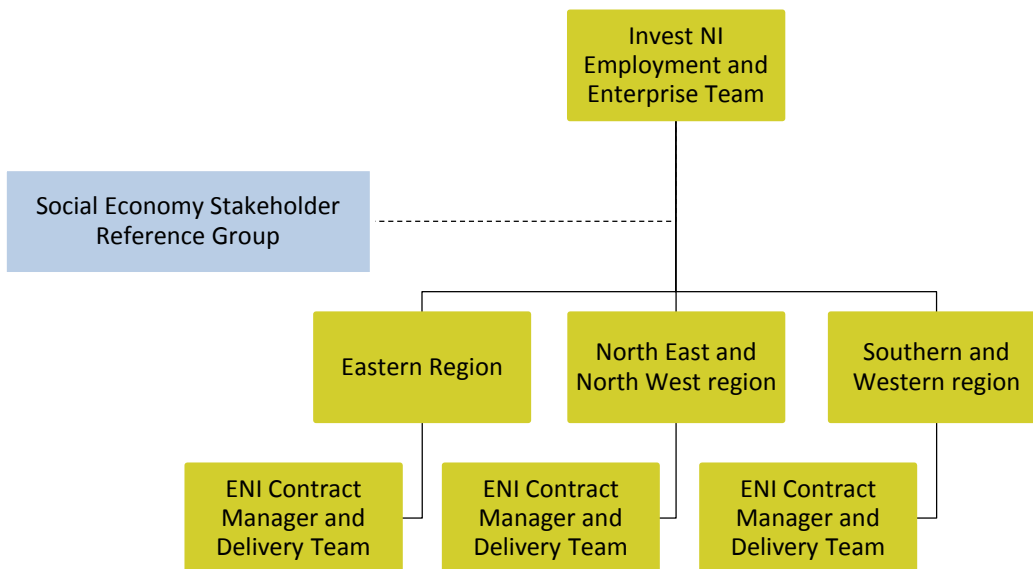 Invest NI
Employment and
Enterprise Team
Social Economy Stakeholder
Reference Group
Eastern Region
North East and
North West region
Southern and
Western region
ENI Contract
Manager and
Delivery Team
ENI Contract
Manager and
Delivery Team
ENI Contract
Manager and
Delivery Team